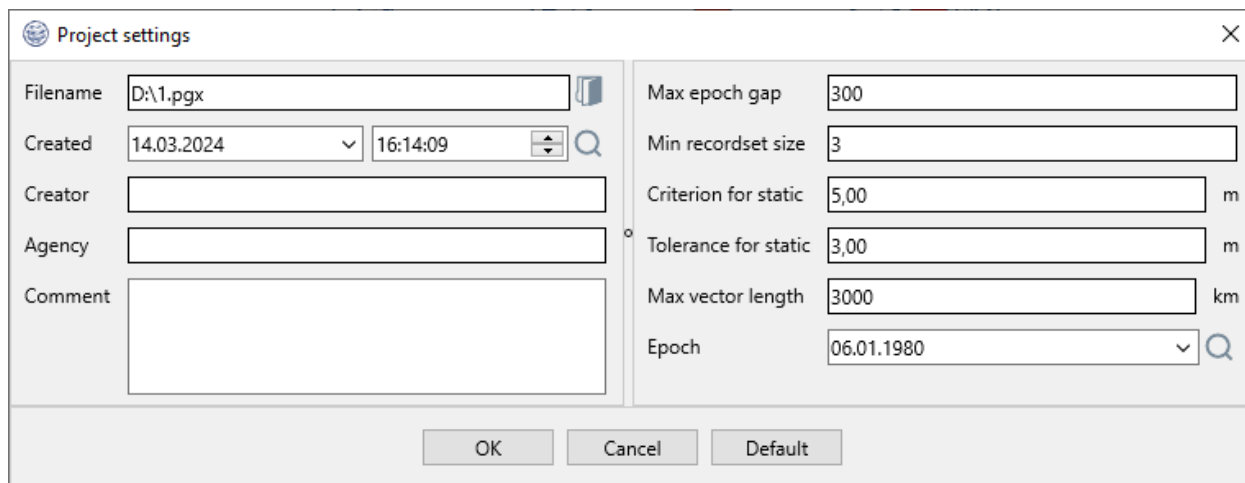 Project settings
Filename D:\1.pgx
Created 14.03.2024 16:14:09
Creator
Agency
Comment
Max epoch gap 300
Min recordset size 3
Criterion for static 5,00 m
Tolerance for static 3,00 m
Max vector length 3000 km
Epoch 06.01.1980
OK Cancel Default